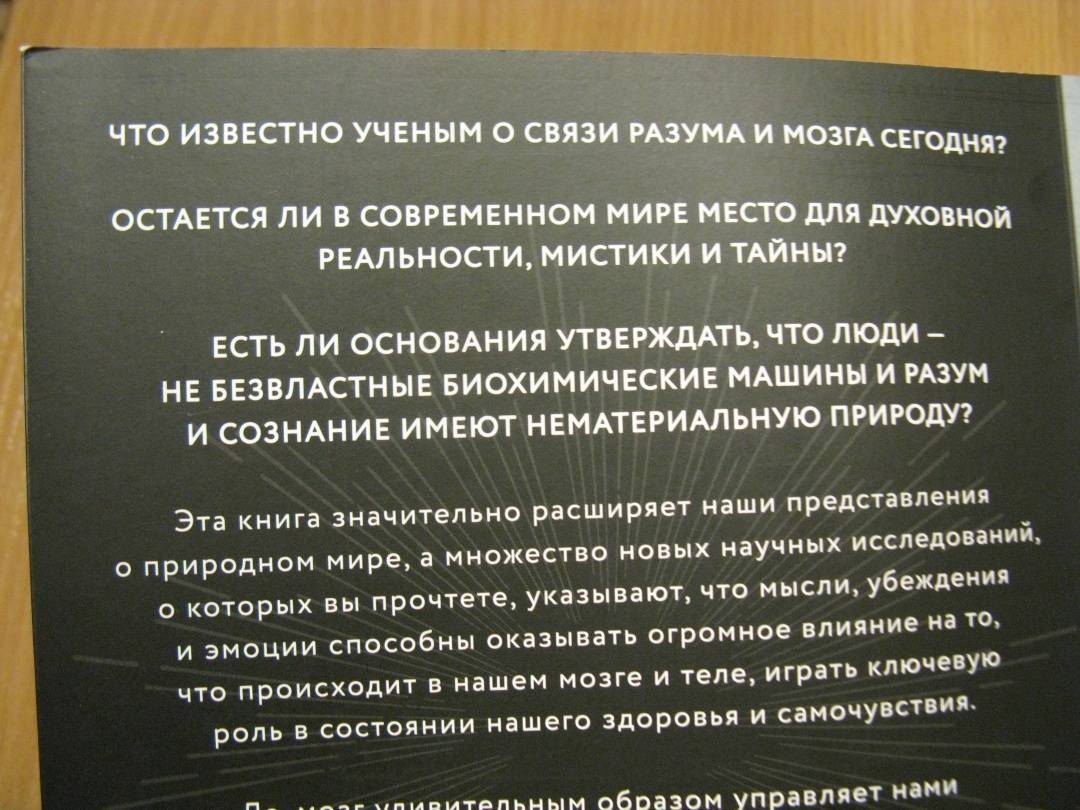 ЧТО ИЗВЕСТНО УЧЕНЫМ О СВЯЗИ РАЗУМА И МОЗГА СЕГОДНЯ?
ОСТАЕТСЯ ЛИ В СОВРЕМЕННОМ МИРЕ МЕСТО ДЛЯ ДУХОВНОЙ
РЕАЛЬНОСТИ, МИСТИКИ И ТАЙНЫ?
ЕСТЬ ЛИ ОСНОВАНИЯ УТВЕРЖДАТЬ, ЧТО ЛЮДИ –
НЕ БЕЗВЛАСТНЫЕ БИОХИМИЧЕСКИЕ МАШИНЫ И РАЗУМ
И СОЗНАНИЕ ИМЕЮТ НЕМАТЕРИАЛЬНУЮ ПРИРОДУ?
Эта книга значительно расширяет наши представления
о природном мире, а множество новых научных исследований,
о которых вы прочтете, указывают, что мысли, убеждения
и эмоции способны оказывать огромное влияние на то,
что происходит в нашем мозге и теле, играть ключевую
роль в состоянии нашего здоровья и самочувствия.
Да, мозг удивительным образом управляет нами